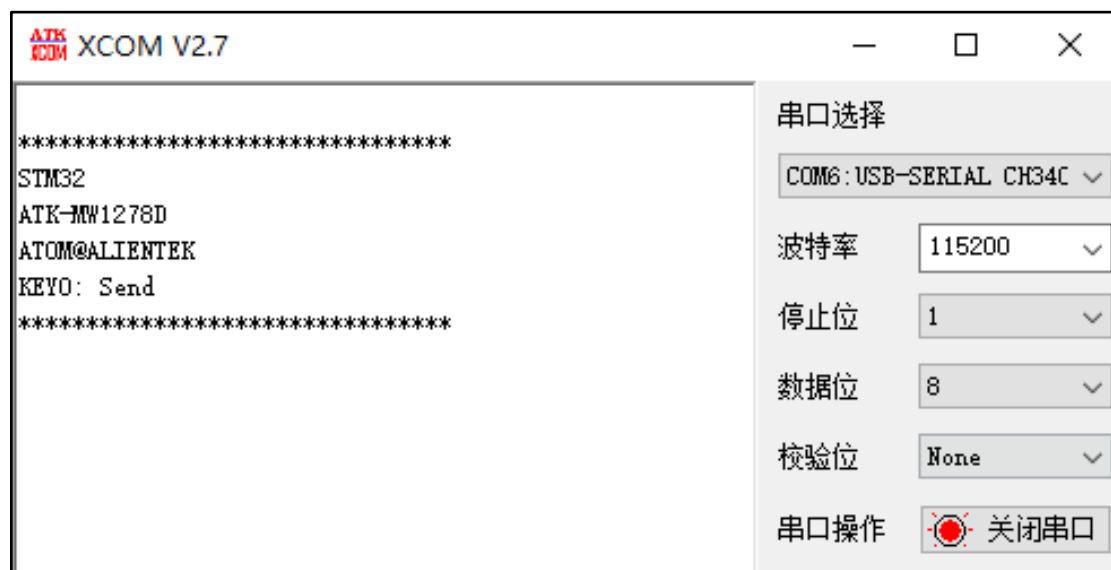 ATK XCOM XCOM V2.7
********************************
STM32
ATK-MW1278D
ATOM@ALIENTEK
KEY0: Send
********************************
串口选择
COM6:USB-SERIAL CH340
波特率 115200
停止位 1
数据位 8
校验位 None
串口操作 关闭串口